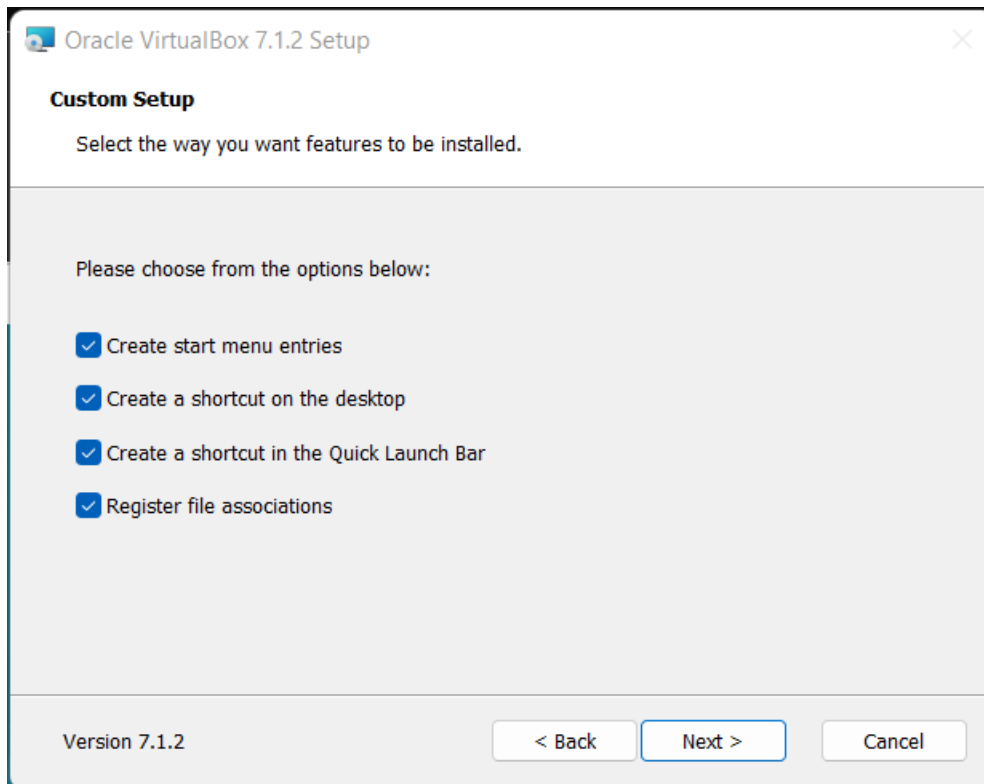 Oracle VirtualBox 7.1.2 Setup
Custom Setup
Select the way you want features to be installed.
Please choose from the options below:
Create start menu entries
Create a shortcut on the desktop
Create a shortcut in the Quick Launch Bar
Register file associations
Version 7.1.2
< Back
Next >
Cancel